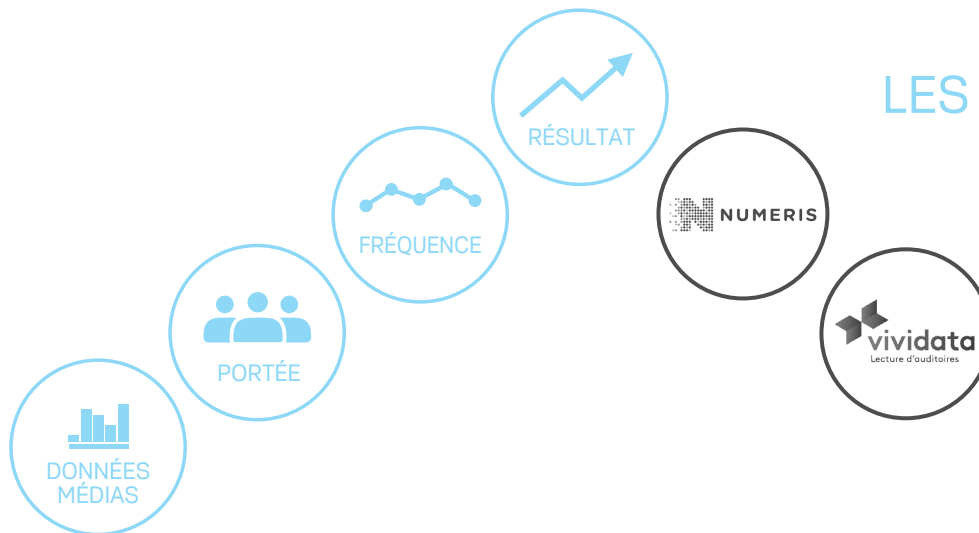 LES
RÉSULTAT
NUMERIS
FRÉQUENCE
vividata
Lecture d'auditoires
PORTÉE
DONNÉES
MÉDIAS